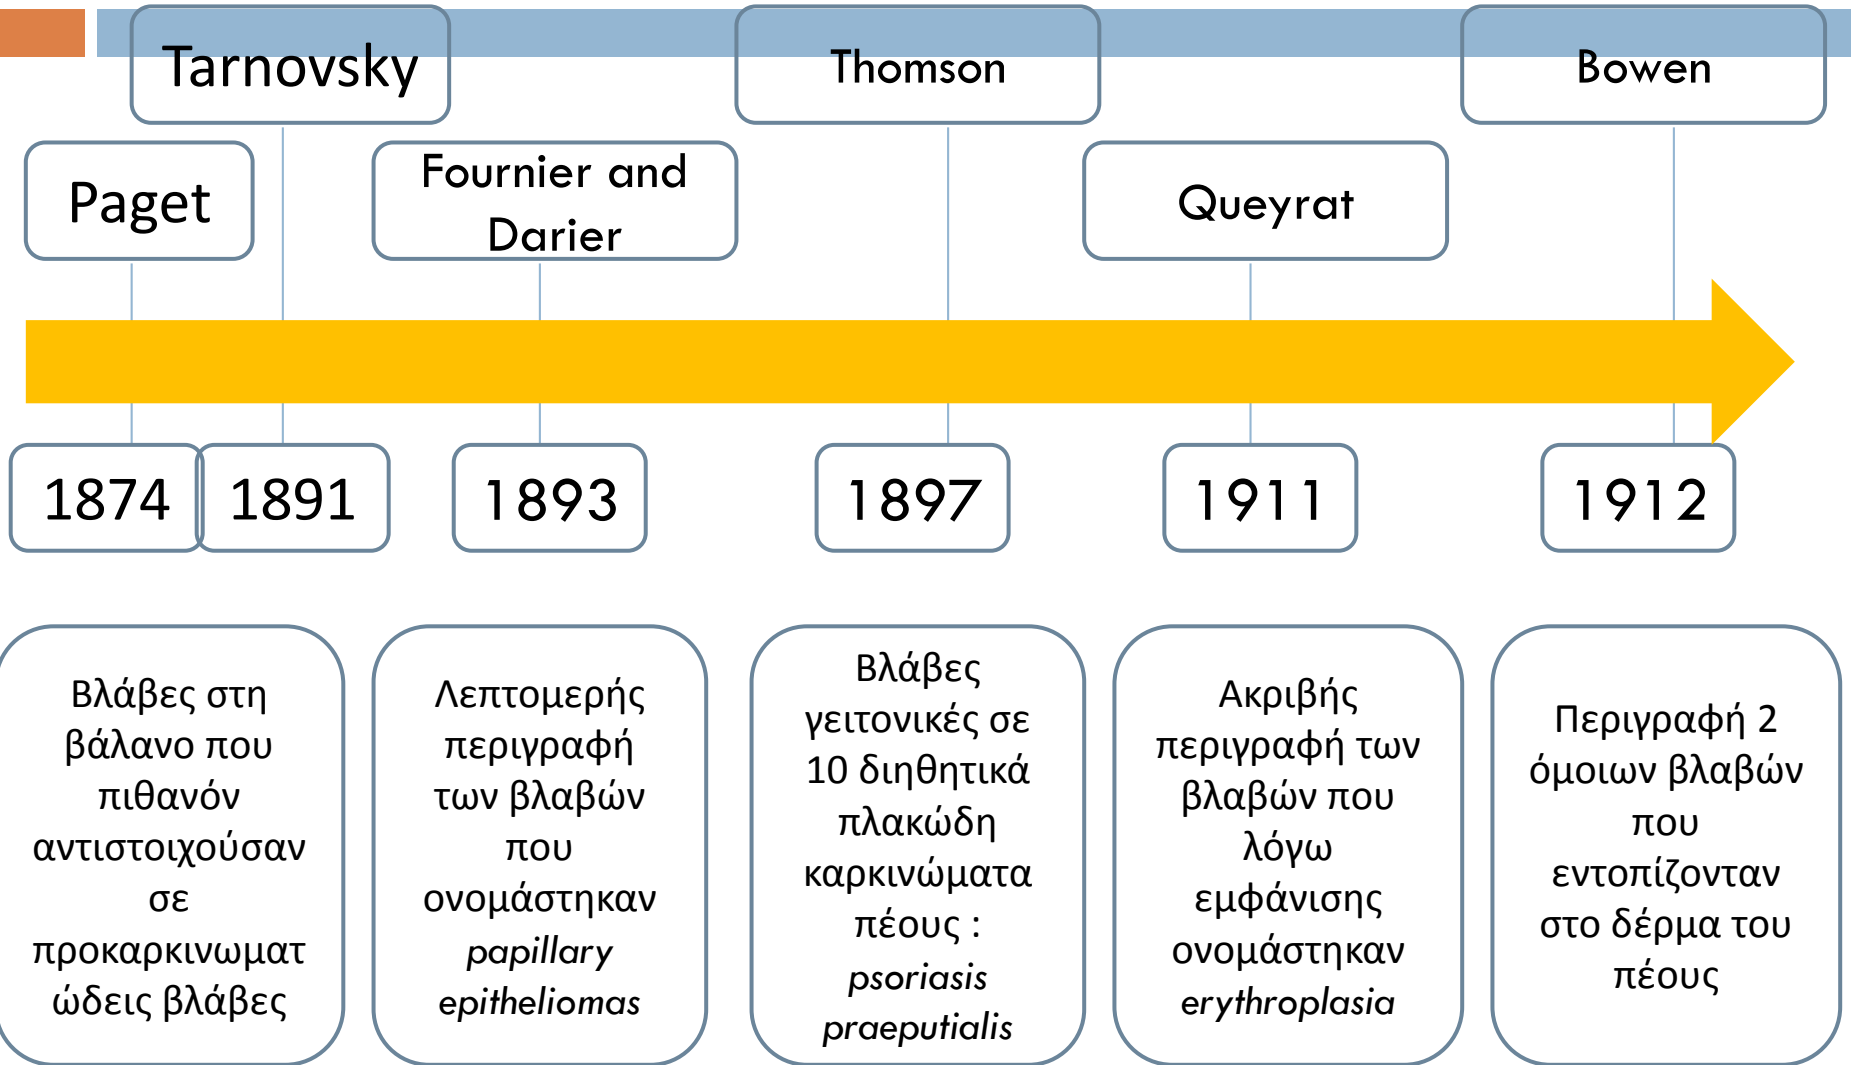 Tarnovsky
Thomson
Bowen
Paget
Fournier and
Darier
Queyrat
1874
1891
1893
1897
1911
1912
Βλάβες στη
βάλανο που
πιθανόν
αντιστοιχούσαν
σε
προκαρκινωματ
ώδεις βλάβες
Λεπτομερής
περιγραφή
των βλαβών
που
ονομάστηκαν
papillary
epitheliomas
Βλάβες
γειτονικές σε
10 διηθητικά
πλακώδη
καρκινώματα
πέους :
psoriasis
praeputialis
Ακριβής
περιγραφή των
βλαβών που
λόγω
εμφάνισης
ονομάστηκαν
erythroplasia
Περιγραφή 2
όμοιων βλαβών
που
εντοπίζονταν
στο δέρμα του
πέους